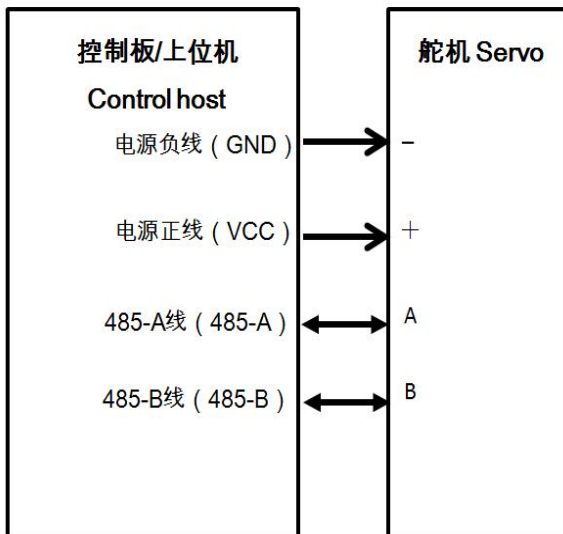 控制板/上位机
Control host
电源负线（GND）
电源正线（VCC）
485-A线（485-A）
485-B线（485-B）
舵机 Servo
-
+
A
B